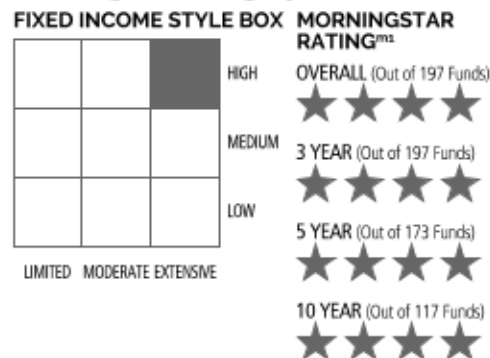 FIXED INCOME STYLE BOX
HIGH
MEDIUM
LOW
LIMITED MODERATE EXTENSIVE
MORNINGSTAR
RATINGᵐ¹
OVERALL (Out of 197 Funds)
3 YEAR (Out of 197 Funds)
5 YEAR (Out of 173 Funds)
10 YEAR (Out of 117 Funds)